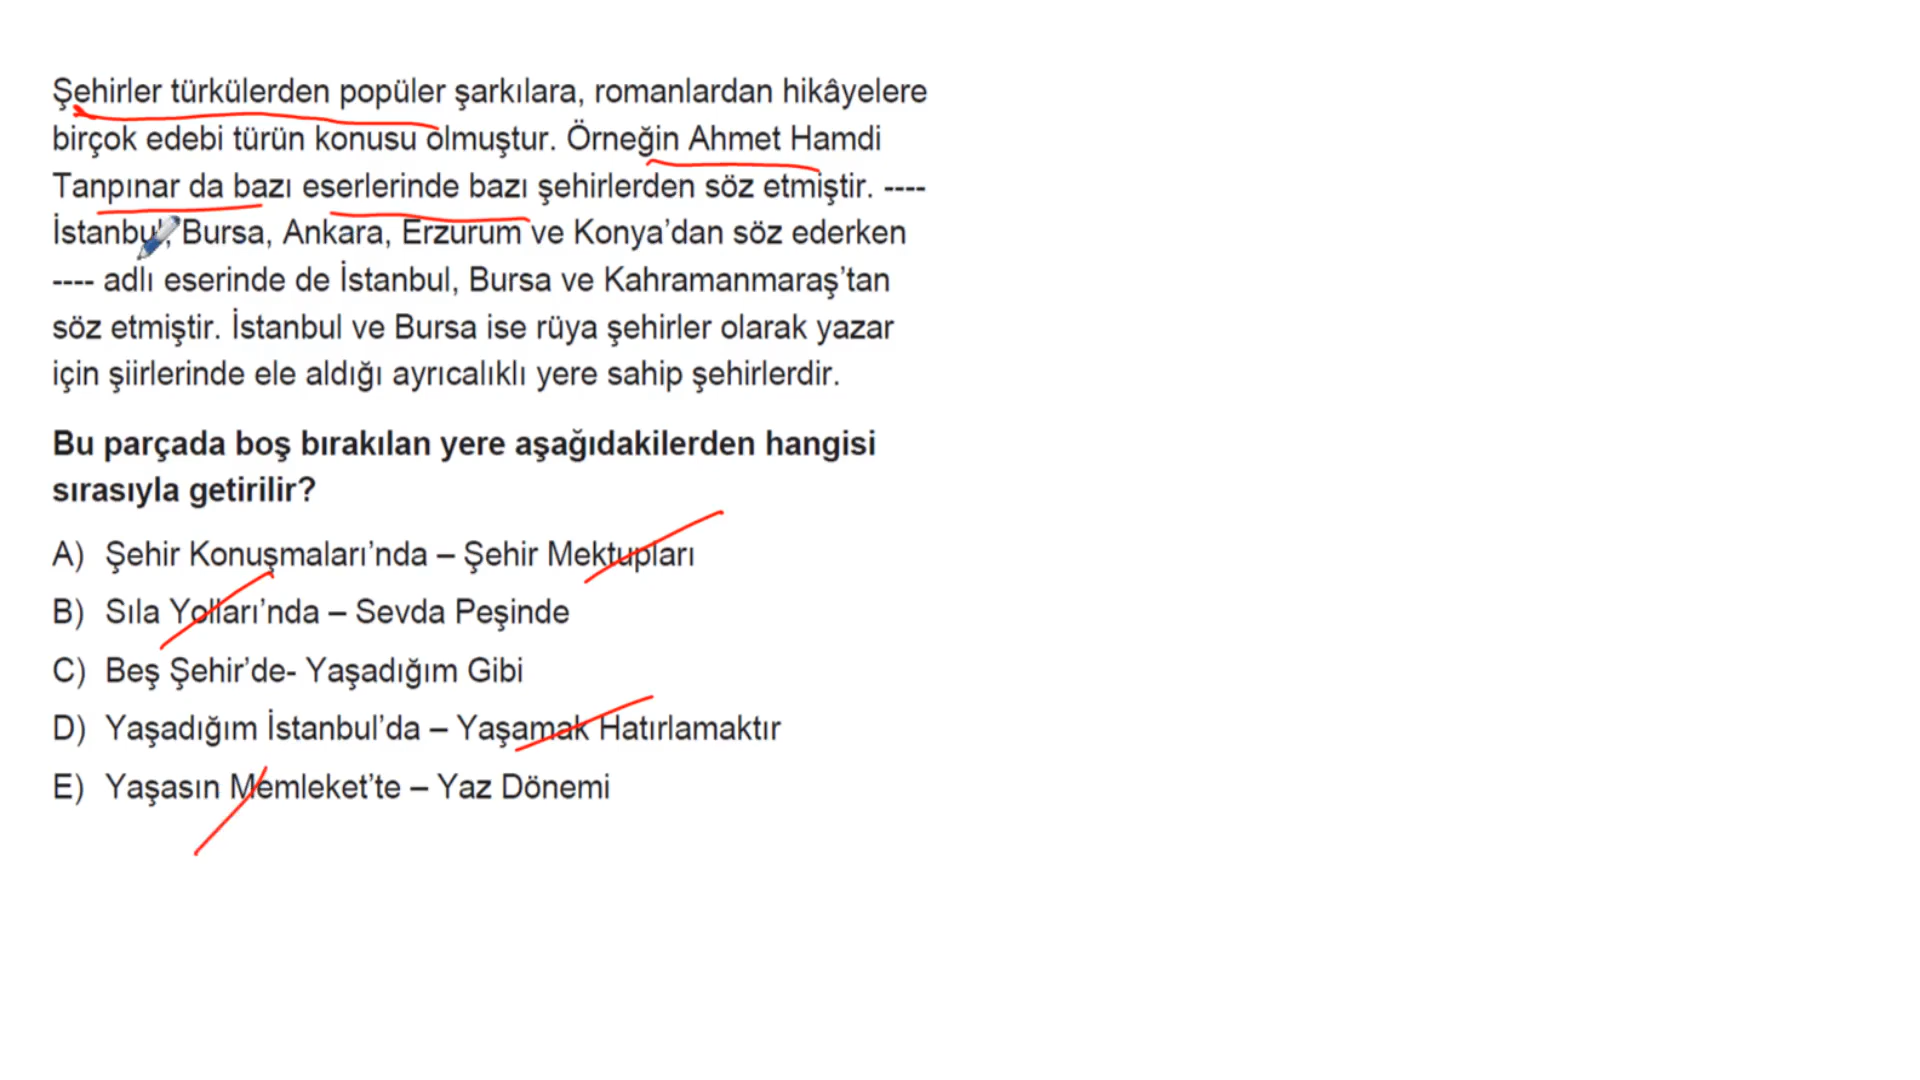 Şehirler türkülerden popüler şarkılara, romanlardan hikâyelere
birçok edebi türün konusu olmuştur. Örneğin Ahmet Hamdi
Tanpınar da bazı eserlerinde bazı şehirlerden söz etmiştir. ----
İstanbul, Bursa, Ankara, Erzurum ve Konya’dan söz ederken
---- adlı eserinde de İstanbul, Bursa ve Kahramanmaraş’tan
söz etmiştir. İstanbul ve Bursa ise rüya şehirler olarak yazar
için şiirlerinde ele aldığı ayrıcalıklı yere sahip şehirlerdir.
Bu parçada boş bırakılan yere aşağıdakilerden hangisi
sırasıyla getirilir?
A) Şehir Konuşmaları’nda – Şehir Mektupları
B) Sıla Yolları’nda – Sevda Peşinde
C) Beş Şehir’de- Yaşadığım Gibi
D) Yaşadığım İstanbul’da – Yaşamak Hatırlamaktır
E) Yaşasın Memleket’te – Yaz Dönemi